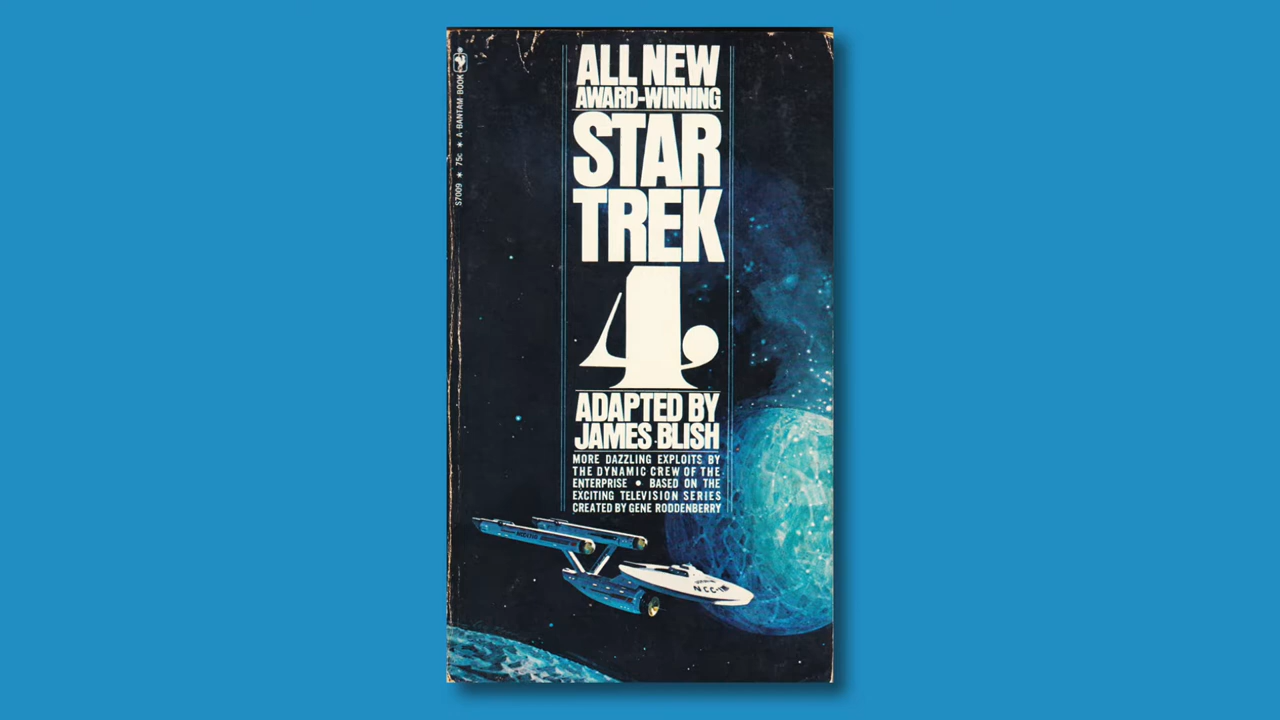 ALL NEW
AWARD-WINNING
STAR
TREK
4
ADAPTED BY
JAMES BLISH
MORE DAZZLING EXPLOITS BY
THE DYNAMIC CREW OF THE
ENTERPRISE • BASED ON THE
EXCITING TELEVISION SERIES
CREATED BY GENE RODDENBERRY
S7009 * 75c * A BANTAM BOOK